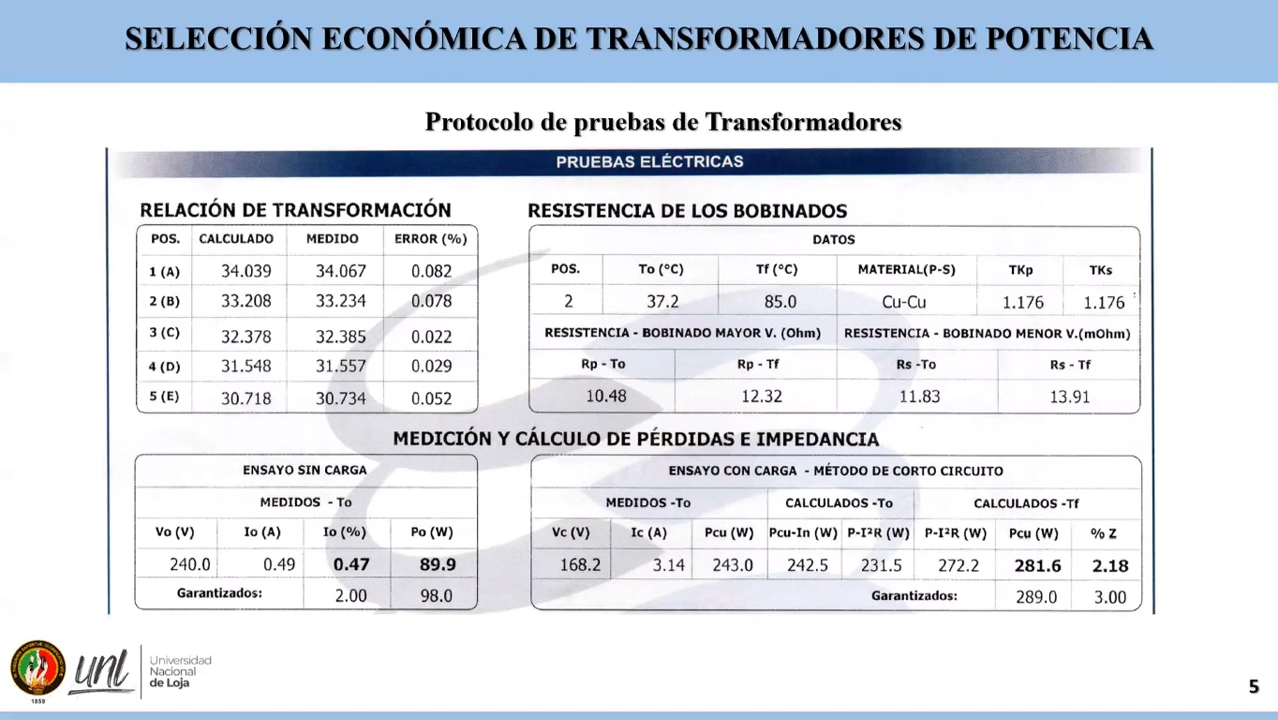 SELECCIÓN ECONÓMICA DE TRANSFORMADORES DE POTENCIA
Protocolo de pruebas de Transformadores
PRUEBAS ELÉCTRICAS
RELACIÓN DE TRANSFORMACIÓN
POS. CALCULADO MEDIDO ERROR (%)
1 (A) 34.039 34.067 0.082
2 (B) 33.208 33.234 0.078
3 (C) 32.378 32.385 0.022
4 (D) 31.548 31.557 0.029
5 (E) 30.718 30.734 0.052
RESISTENCIA DE LOS BOBINADOS
DATOS
POS. To (°C) Tf (°C) MATERIAL(P-S) TKp TKs
2 37.2 85.0 Cu-Cu 1.176 1.176
RESISTENCIA - BOBINADO MAYOR V. (Ohm) RESISTENCIA - BOBINADO MENOR V.(mOhm)
Rp - To Rp - Tf Rs -To Rs - Tf
10.48 12.32 11.83 13.91
MEDICIÓN Y CÁLCULO DE PÉRDIDAS E IMPEDANCIA
ENSAYO SIN CARGA
MEDIDOS - To
Vo (V) Io (A) Io (%) Po (W)
240.0 0.49 0.47 89.9
Garantizados: 2.00 98.0
ENSAYO CON CARGA - MÉTODO DE CORTO CIRCUITO
MEDIDOS -To CALCULADOS -To CALCULADOS -Tf
Vc (V) Ic (A) Pcu (W) Pcu-In (W) P-I²R (W) P-I²R (W) Pcu (W) % Z
168.2 3.14 243.0 242.5 231.5 272.2 281.6 2.18
Garantizados: 289.0 3.00
1859
unl
Universidad
Nacional
de Loja
5